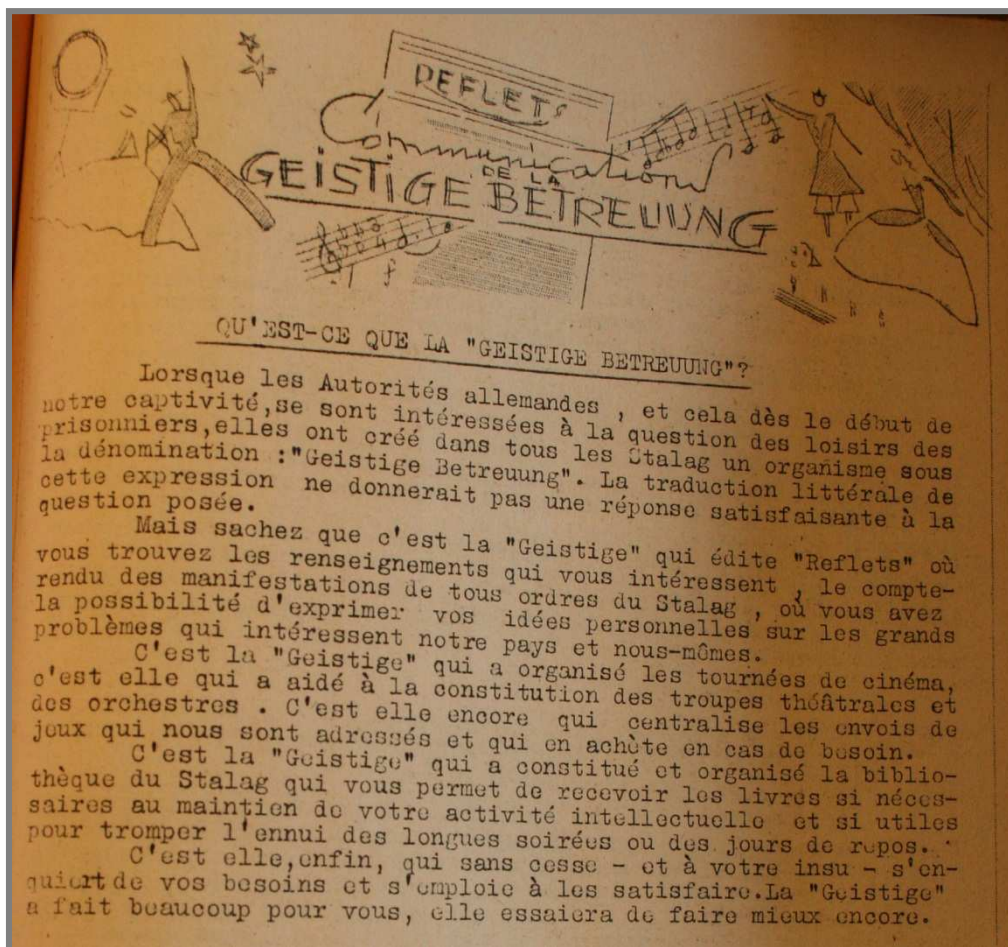 REFLETS
Communications
DE LA
GEISTIGE BETREUUNG
QU'EST-CE QUE LA "GEISTIGE BETREUUNG"?
Lorsque les Autorités allemandes , et cela dès le début de
notre captivité,se sont intéressées à la question des loisirs des
prisonniers,elles ont créé dans tous les Stalag un organisme sous
la dénomination :"Geistige Betreuung". La traduction littérale de
cette expression ne donnerait pas une réponse satisfaisante à la
question posée.
Mais sachez que c'est la "Geistige" qui édite "Reflets" où
vous trouvez les renseignements qui vous intéressent , le compte-
rendu des manifestations de tous ordres du Stalag , où vous avez
la possibilité d'exprimer vos idées personnelles sur les grands
problèmes qui intéressent notre pays et nous-mômes.
C'est la "Geistige" qui a organisé les tournées de cinéma,
c'est elle qui a aidé à la constitution des troupes théâtrales et
des orchestres . C'est elle encore qui centralise les envois de
jeux qui nous sont adressés et qui en achète en cas de besoin.
C'est la "Geistige" qui a constitué et organisé la biblio-
thèque du Stalag qui vous permet de recevoir les livres si néces-
saires au maintien de votre activité intellectuelle et si utiles
pour tromper l'ennui des longues soirées ou des jours de repos.
C'est elle,enfin, qui sans cesse - et à votre insu - s'en-
quiert de vos besoins et s'emploie à les satisfaire.La "Geistige"
a fait beaucoup pour vous, elle essaiera de faire mieux encore.